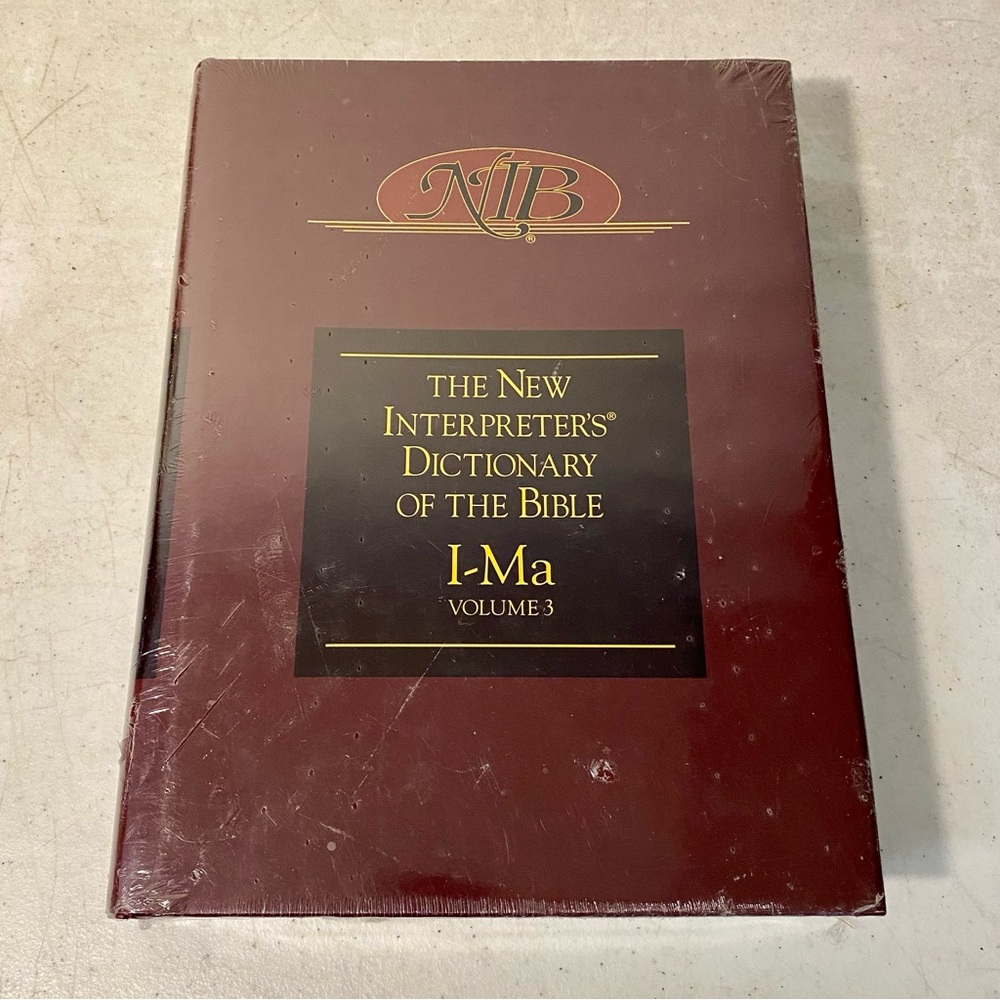 NIB®
THE NEW
INTERPRETER'S®
DICTIONARY
OF THE BIBLE
I-Ma
VOLUME 3